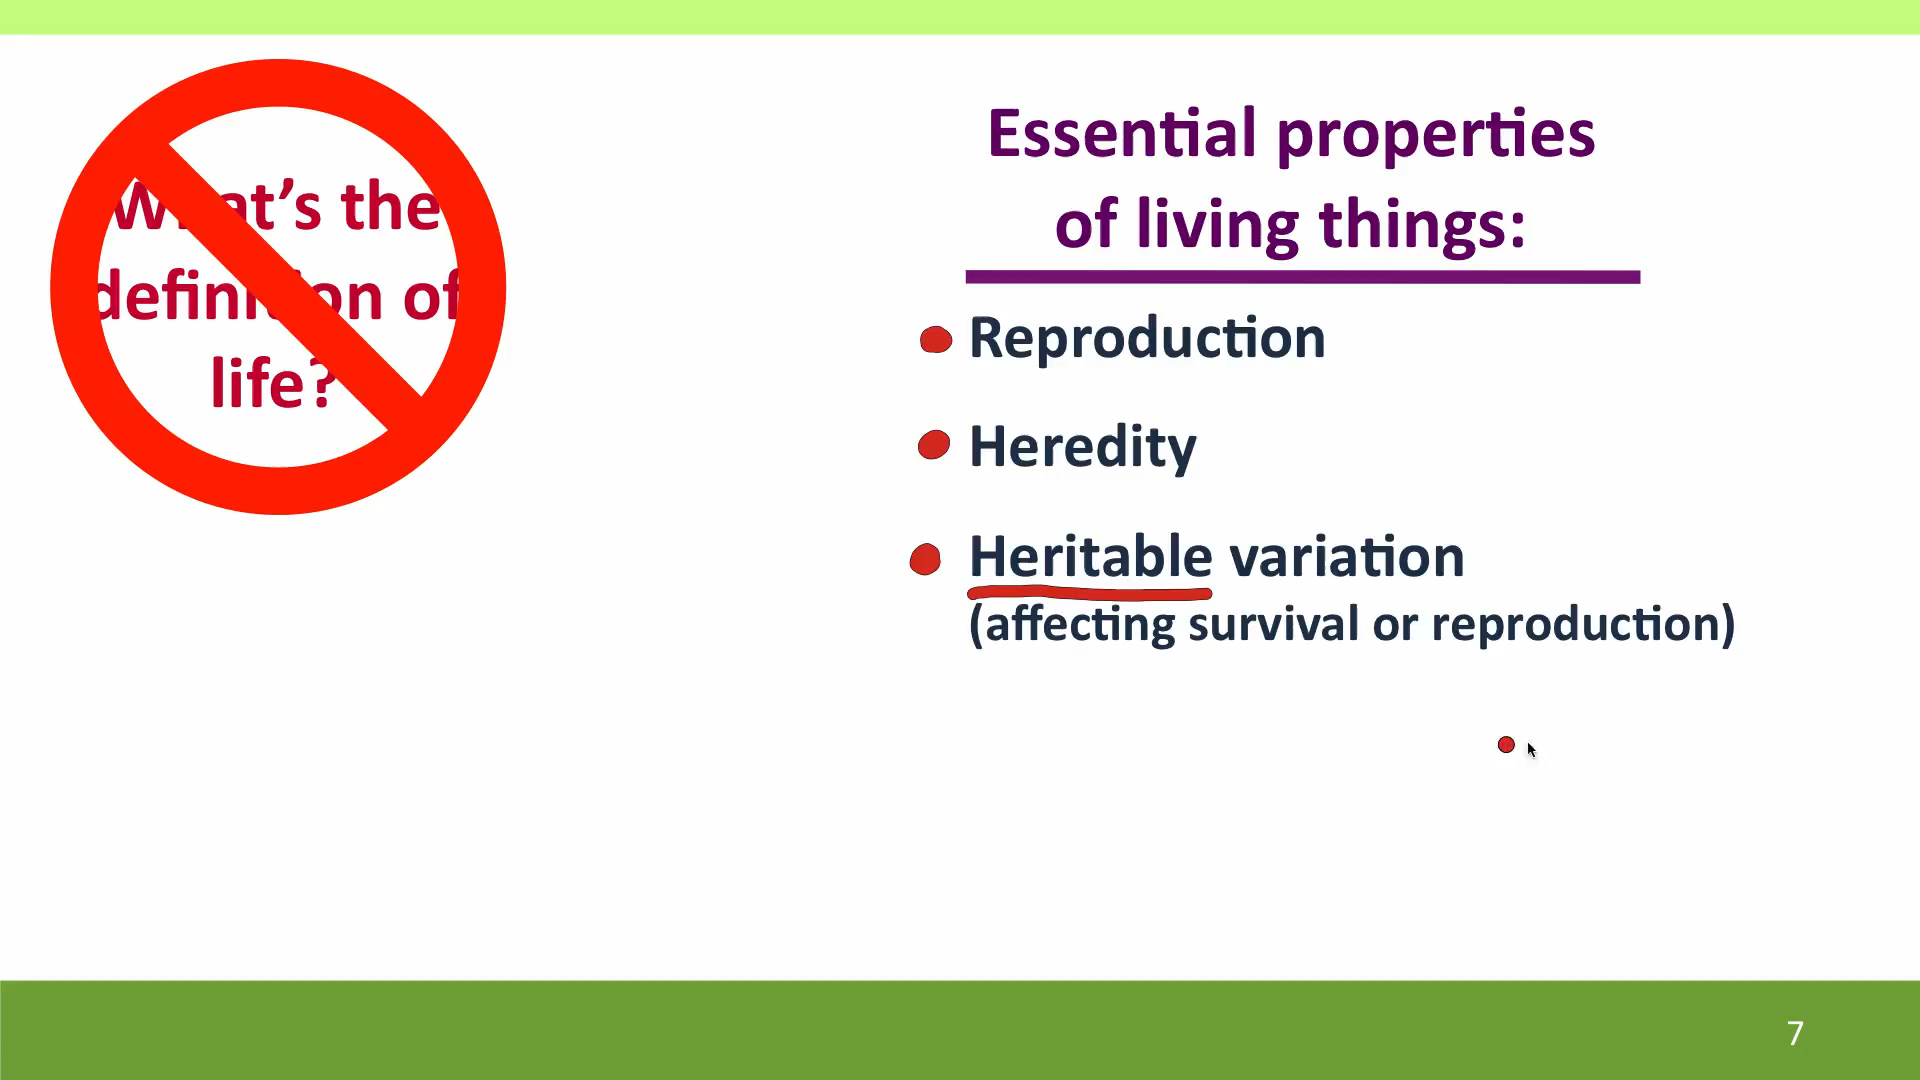 What's the
definition of
life?
Essential properties
of living things:
Reproduction
Heredity
Heritable variation
(affecting survival or reproduction)
7